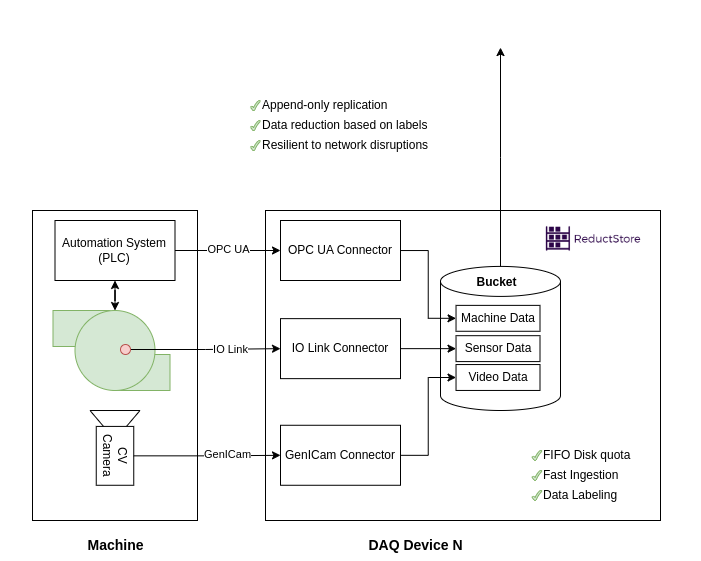 Append-only replication
Data reduction based on labels
Resilient to network disruptions
Automation System
(PLC)
OPC UA
OPC UA Connector
ReductStore
Bucket
Machine Data
IO Link
IO Link Connector
Sensor Data
Video Data
CV
Camera
GenICam
GenICam Connector
FIFO Disk quota
Fast Ingestion
Data Labeling
Machine
DAQ Device N